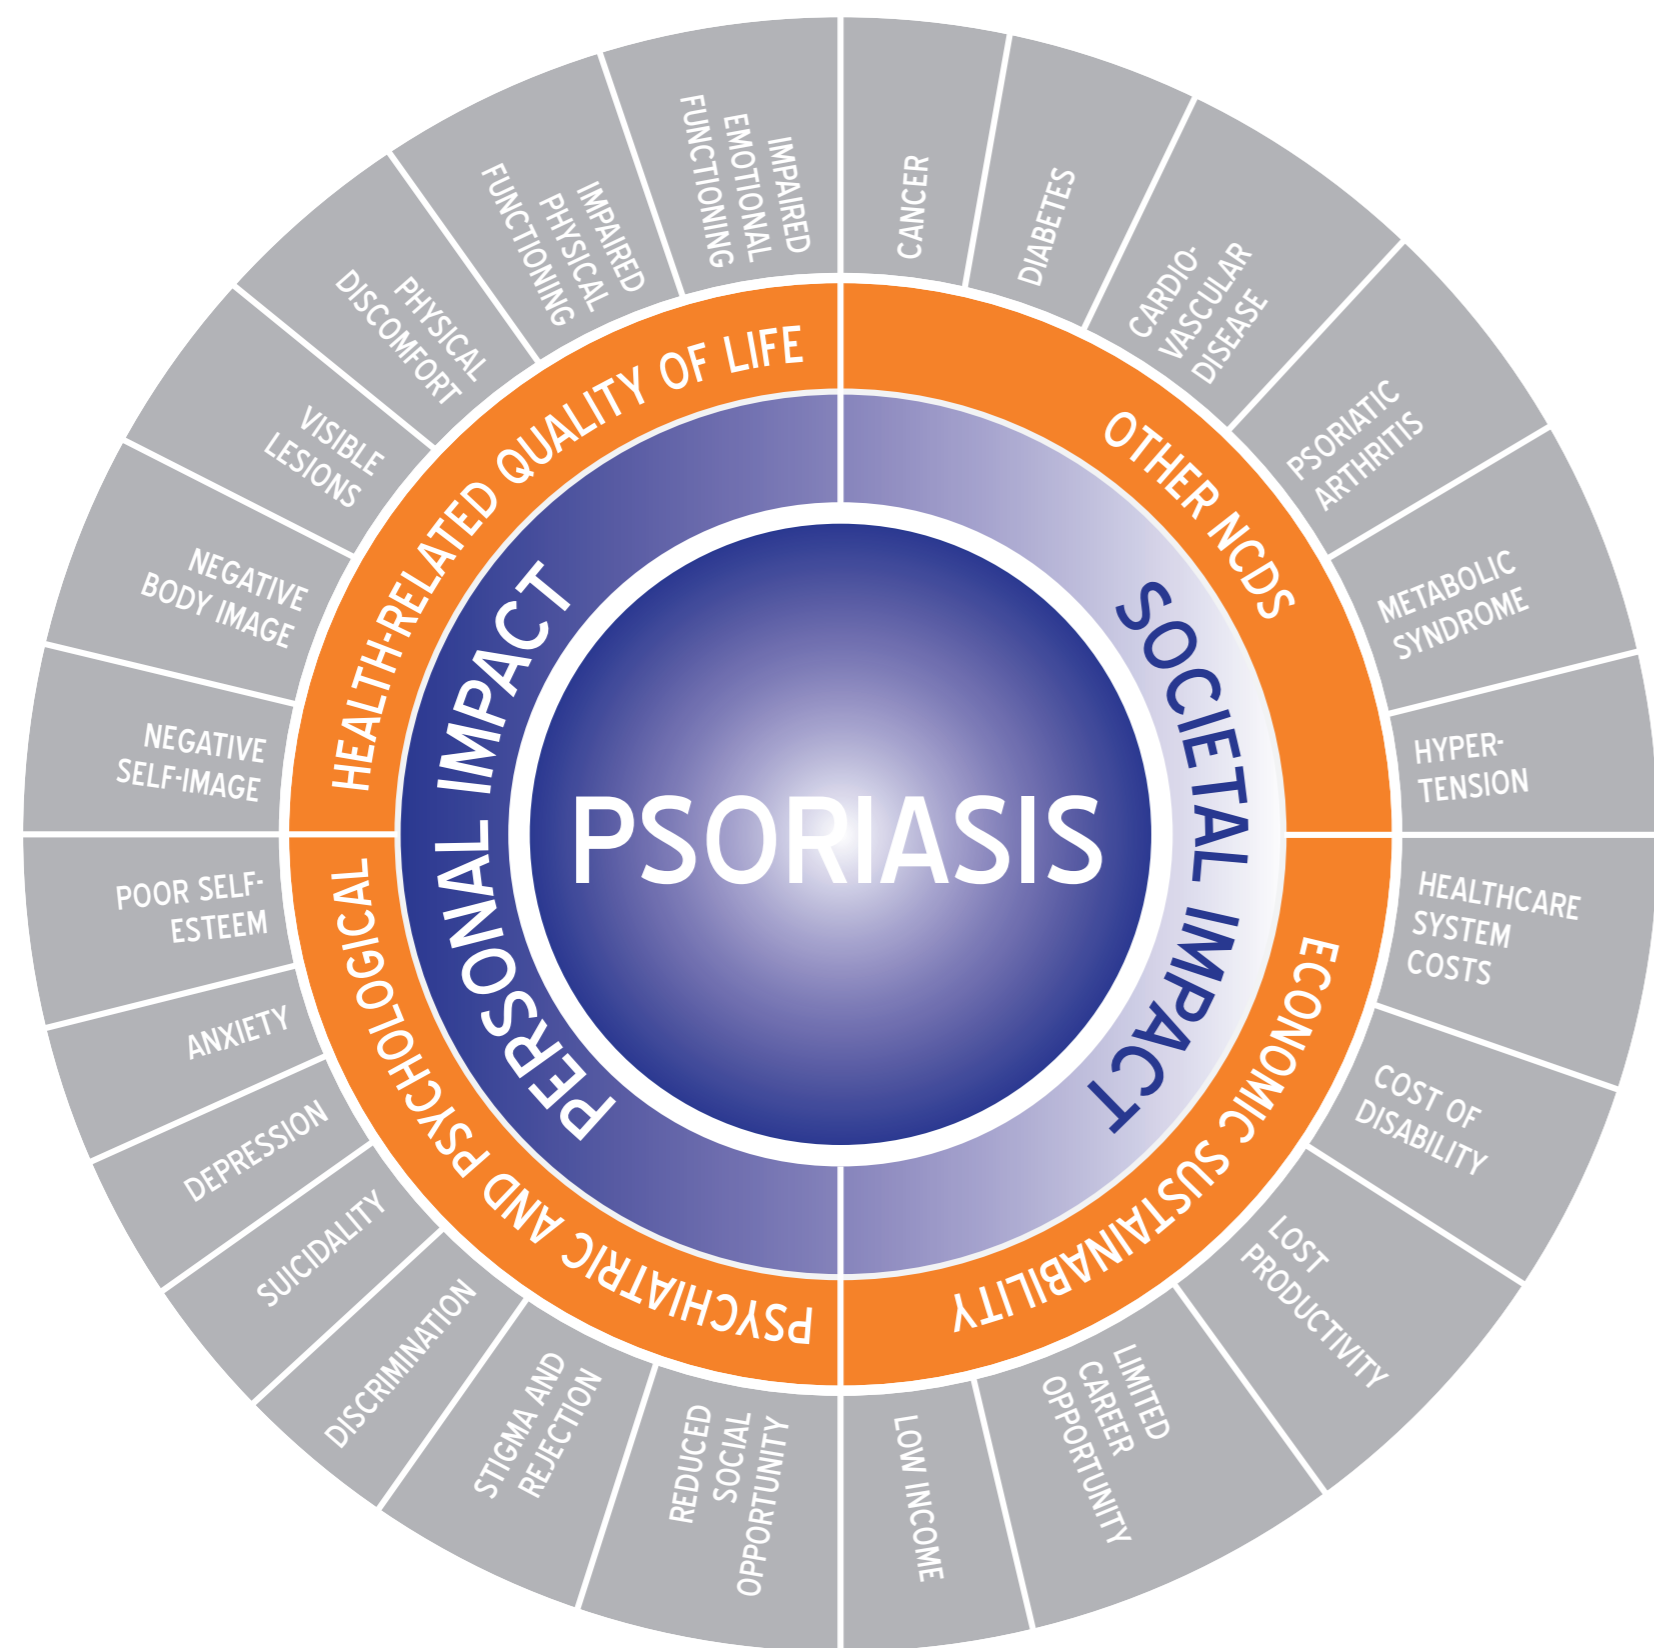 PSORIASIS
PERSONAL IMPACT
SOCIETAL IMPACT
HEALTH-RELATED QUALITY OF LIFE
OTHER NCDS
ECONOMIC SUSTAINABILITY
PSYCHIATRIC AND PSYCHOLOGICAL
CANCER
DIABETES
CARDIO-
VASCULAR
DISEASE
PSORIATIC
ARTHRITIS
METABOLIC
SYNDROME
HYPER-
TENSION
HEALTHCARE
SYSTEM
COSTS
COST OF
DISABILITY
LOST
PRODUCTIVITY
LIMITED
CAREER
OPPORTUNITY
LOW INCOME
REDUCED
SOCIAL
OPPORTUNITY
STIGMA AND
REJECTION
DISCRIMINATION
SUICIDALITY
DEPRESSION
ANXIETY
POOR SELF-
ESTEEM
NEGATIVE
SELF-IMAGE
NEGATIVE
BODY IMAGE
VISIBLE
LESIONS
PHYSICAL
DISCOMFORT
IMPAIRED
PHYSICAL
FUNCTIONING
IMPAIRED
EMOTIONAL
FUNCTIONING